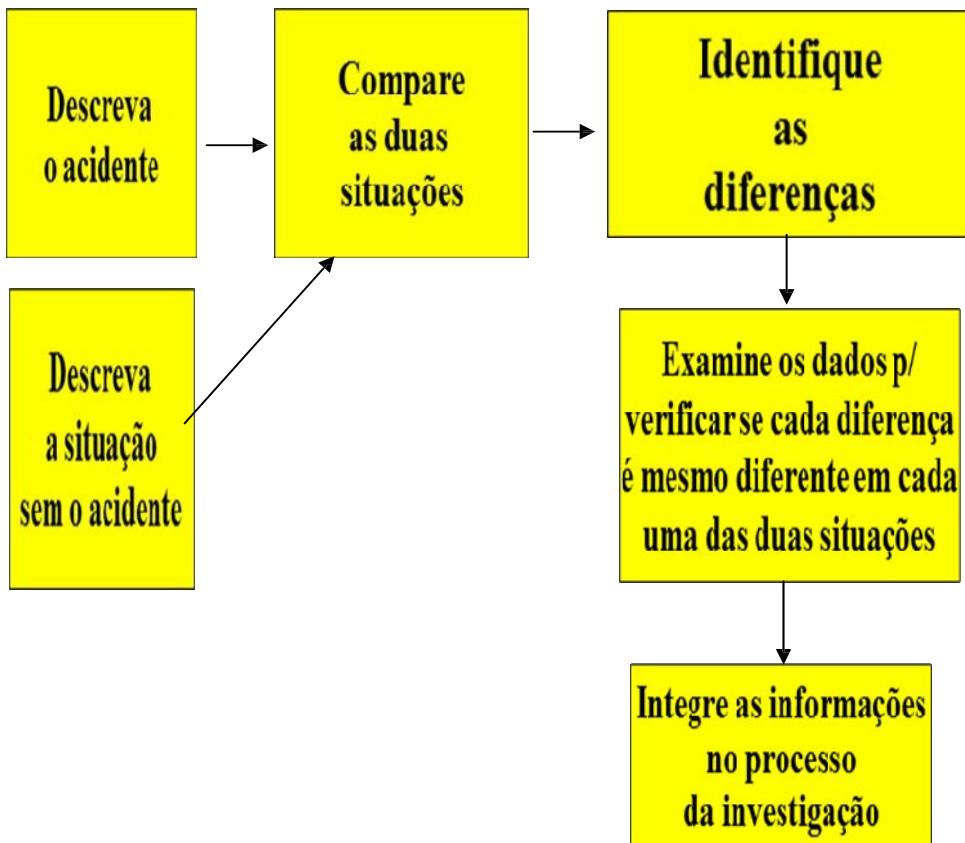 Descreva
o acidente
Compare
as duas
situações
Identifique
as
diferenças
Descreva
a situação
sem o acidente
Examine os dados p/
verificar se cada diferença
é mesmo diferente em cada
uma das duas situações
Integre as informações
no processo
da investigação